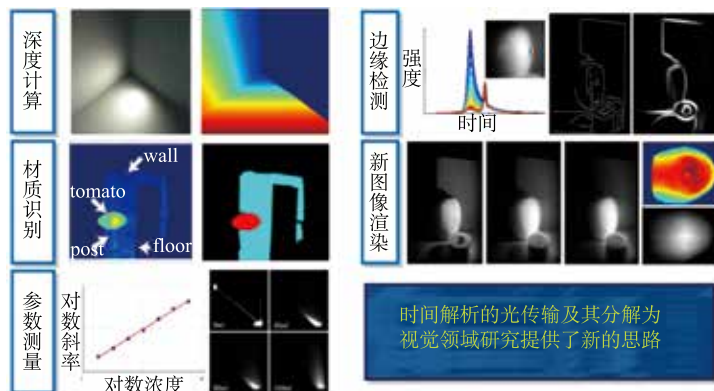 深度计算
边缘检测
强度
时间
材质识别
wall
tomato
post
floor
新图像渲染
参数测量
对数斜率
对数浓度
时间解析的光传输及其分解为
视觉领域研究提供了新的思路